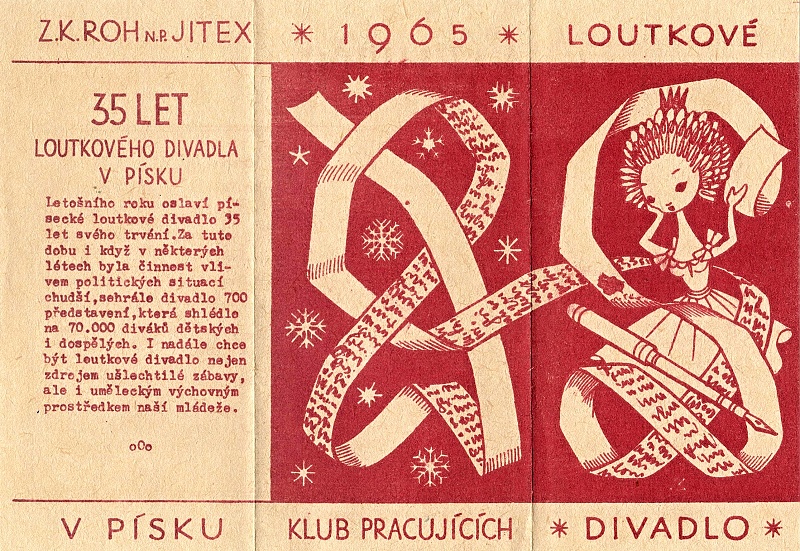 Z.K. ROH N.P. JITEX * 1965 * LOUTKOVÉ
35 LET
LOUTKOVÉHO DIVADLA
V PÍSKU
Letošního roku oslaví pí-
secké loutkové divadlo 35
let svého trvání.Za tuto
dobu i když v některých
létech byla činnost vli-
vem politických situací
chudší,sehrále divadlo 700
představení,která shlédlo
na 70.000 diváků dětských
i dospělých. I nadále chce
být loutkové divadlo nejen
zdrojem ušlechtilé zábavy,
ale i uměleckým výchovným
prostředkem naší mládeže.
oOo
V PÍSKU KLUB PRACUJÍCÍCH * DIVADLO *